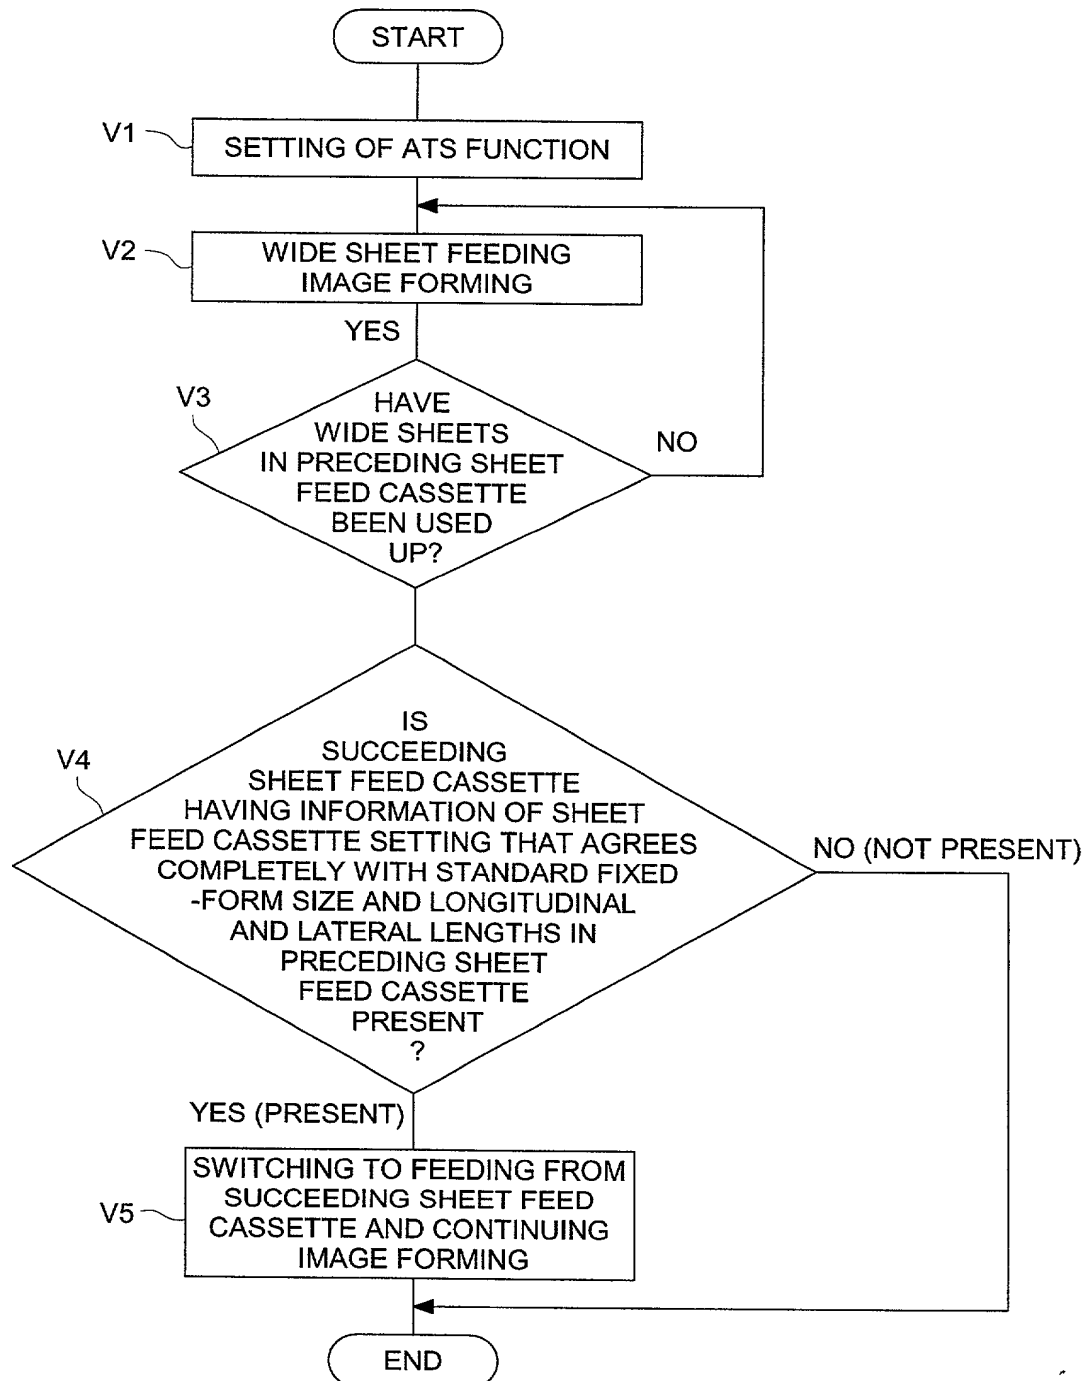 START
V1
SETTING OF ATS FUNCTION
V2
WIDE SHEET FEEDING
IMAGE FORMING
YES
V3
HAVE
WIDE SHEETS
IN PRECEDING SHEET
FEED CASSETTE
BEEN USED
UP?
NO
V4
IS
SUCCEEDING
SHEET FEED CASSETTE
HAVING INFORMATION OF SHEET
FEED CASSETTE SETTING THAT AGREES
COMPLETELY WITH STANDARD FIXED
-FORM SIZE AND LONGITUDINAL
AND LATERAL LENGTHS IN
PRECEDING SHEET
FEED CASSETTE
PRESENT
?
NO (NOT PRESENT)
YES (PRESENT)
V5
SWITCHING TO FEEDING FROM
SUCCEEDING SHEET FEED
CASSETTE AND CONTINUING
IMAGE FORMING
END